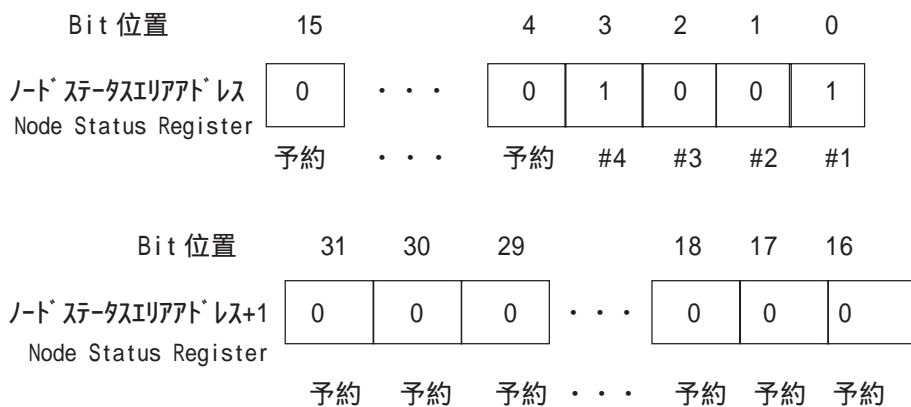 Bit 位置 15 4 3 2 1 0
ﾉｰﾄﾞｽﾃｰﾀｽｴﾘｱｱﾄﾞﾚｽ 0 ・・・ 0 1 0 0 1
Node Status Register
予約 ・・・ 予約 #4 #3 #2 #1
Bit 位置 31 30 29 18 17 16
ﾉｰﾄﾞｽﾃｰﾀｽｴﾘｱｱﾄﾞﾚｽ+1 0 0 0 ・・・ 0 0 0
Node Status Register
予約 予約 予約 ・・・ 予約 予約 予約